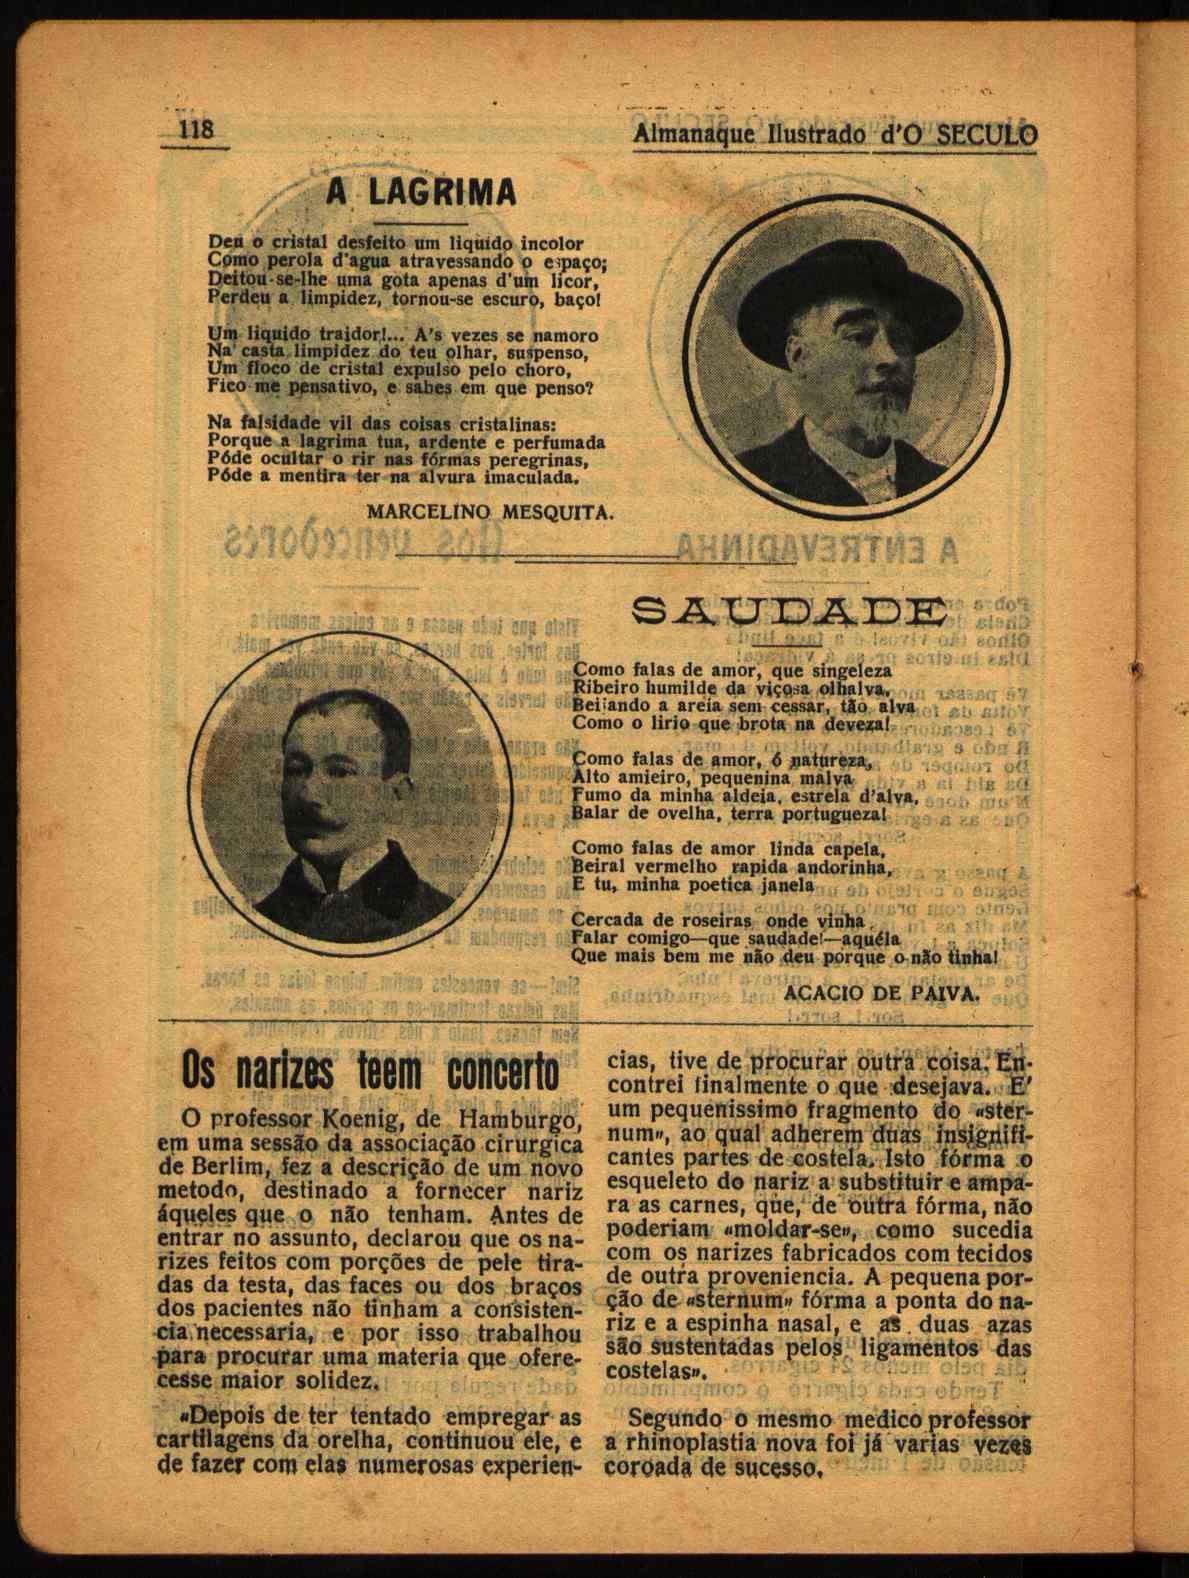 118
Almanaque Ilustrado d'O SECULO
A LAGRIMA
Deu o cristal desfeito um liquido incolor
Como perola d'agua atravessando o espaço;
Deitou-se-lhe uma gota apenas d'um licor,
Perdeu a limpidez, tornou-se escuro, baço!
Um liquido traidor!... A's vezes se namoro
Na casta limpidez do teu olhar, suspenso,
Um floco de cristal expulso pelo choro,
Fico-me pensativo, e sabes em que penso?
Na falsidade vil das coisas cristalinas:
Porque a lagrima tua, ardente e perfumada
Póde ocultar o rir nas fórmas peregrinas,
Póde a mentira ter na alvura imaculada.
MARCELINO MESQUITA.
SAUDADE
Como falas de amor, que singeleza
Ribeiro humilde da viçosa olhalva,
Beijando a areia sem cessar, tão alva
Como o lirio que brota na deveza!
Como falas de amor, ó natureza,
Alto amieiro, pequenina malva
Fumo da minha aldeia, estrela d'alva,
Balar de ovelha, terra portugueza!
Como falas de amor linda capela,
Beiral vermelho rapida andorinha,
E tu, minha poetica janela
Cercada de roseiras onde vinha
Falar comigo—que saudade!—aquéla
Que mais bem me não deu porque o não tinha!
ACACIO DE PAIVA.
Os narizes teem concerto
O professor Koenig, de Hamburgo,
em uma sessão da associação cirurgica
de Berlim, fez a descrição de um novo
metodo, destinado a fornecer nariz
áqueles que o não tenham. Antes de
entrar no assunto, declarou que os na-
rizes feitos com porções de pele tira-
das da testa, das faces ou dos braços
dos pacientes não tinham a consisten-
cia necessaria, e por isso trabalhou
para procurar uma materia que ofere-
cesse maior solidez.
«Depois de ter tentado empregar as
cartilagens da orelha, continuou ele, e
de fazer com elas numerosas experien-
cias, tive de procurar outra coisa. En-
contrei finalmente o que desejava. E'
um pequenissimo fragmento do «ster-
num», ao qual adherem duas insignifi-
cantes partes de costela. Isto fórma o
esqueleto do nariz a substituir e ampa-
ra as carnes, que, de outra fórma, não
poderiam «moldar-se», como sucedia
com os narizes fabricados com tecidos
de outra proveniencia. A pequena por-
ção de «sternum» fórma a ponta do na-
riz e a espinha nasal, e as duas azas
são sustentadas pelos ligamentos das
costelas».
Segundo o mesmo medico professor
a rhinoplastia nova foi já varias vezes
coroada de sucesso.